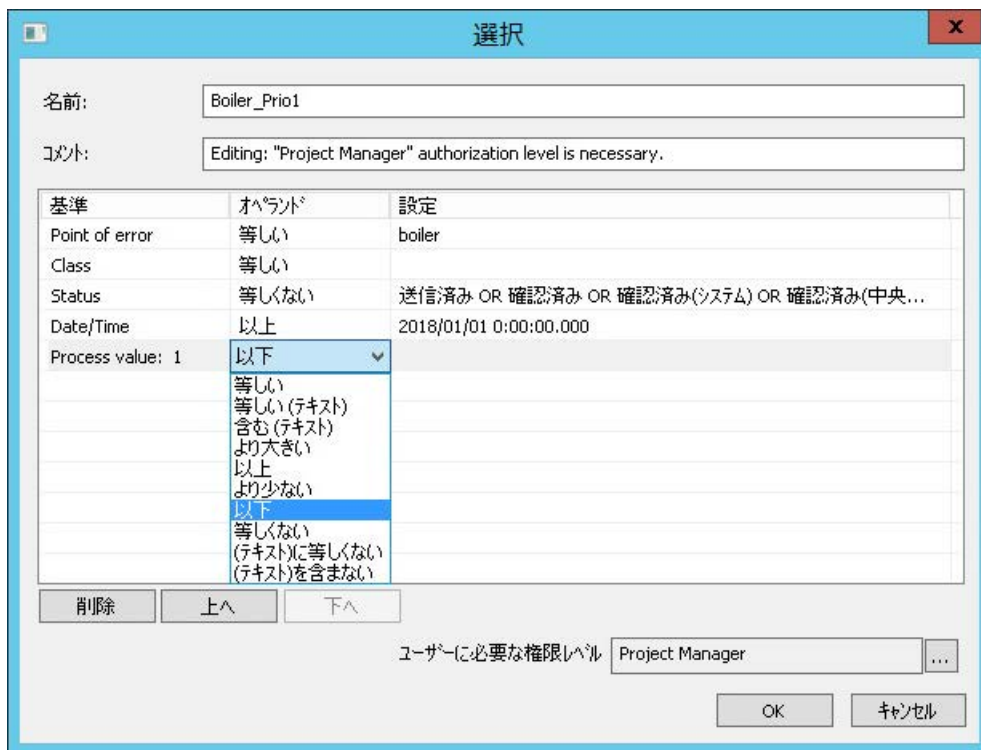 選択
x
名前: Boiler_Prio1
コメント: Editing: "Project Manager" authorization level is necessary.
基準 オペランド 設定
Point of error 等しい boiler
Class 等しい
Status 等しくない 送信済み OR 確認済み OR 確認済み(システム) OR 確認済み(中央...
Date/Time 以上 2018/01/01 0:00:00.000
Process value: 1 以下
等しい
等しい (テキスト)
含む (テキスト)
より大きい
以上
より少ない
以下
等しくない
(テキスト)に等しくない
(テキスト)を含まない
削除 上へ 下へ
ユーザーに必要な権限レベル Project Manager ...
OK キャンセル